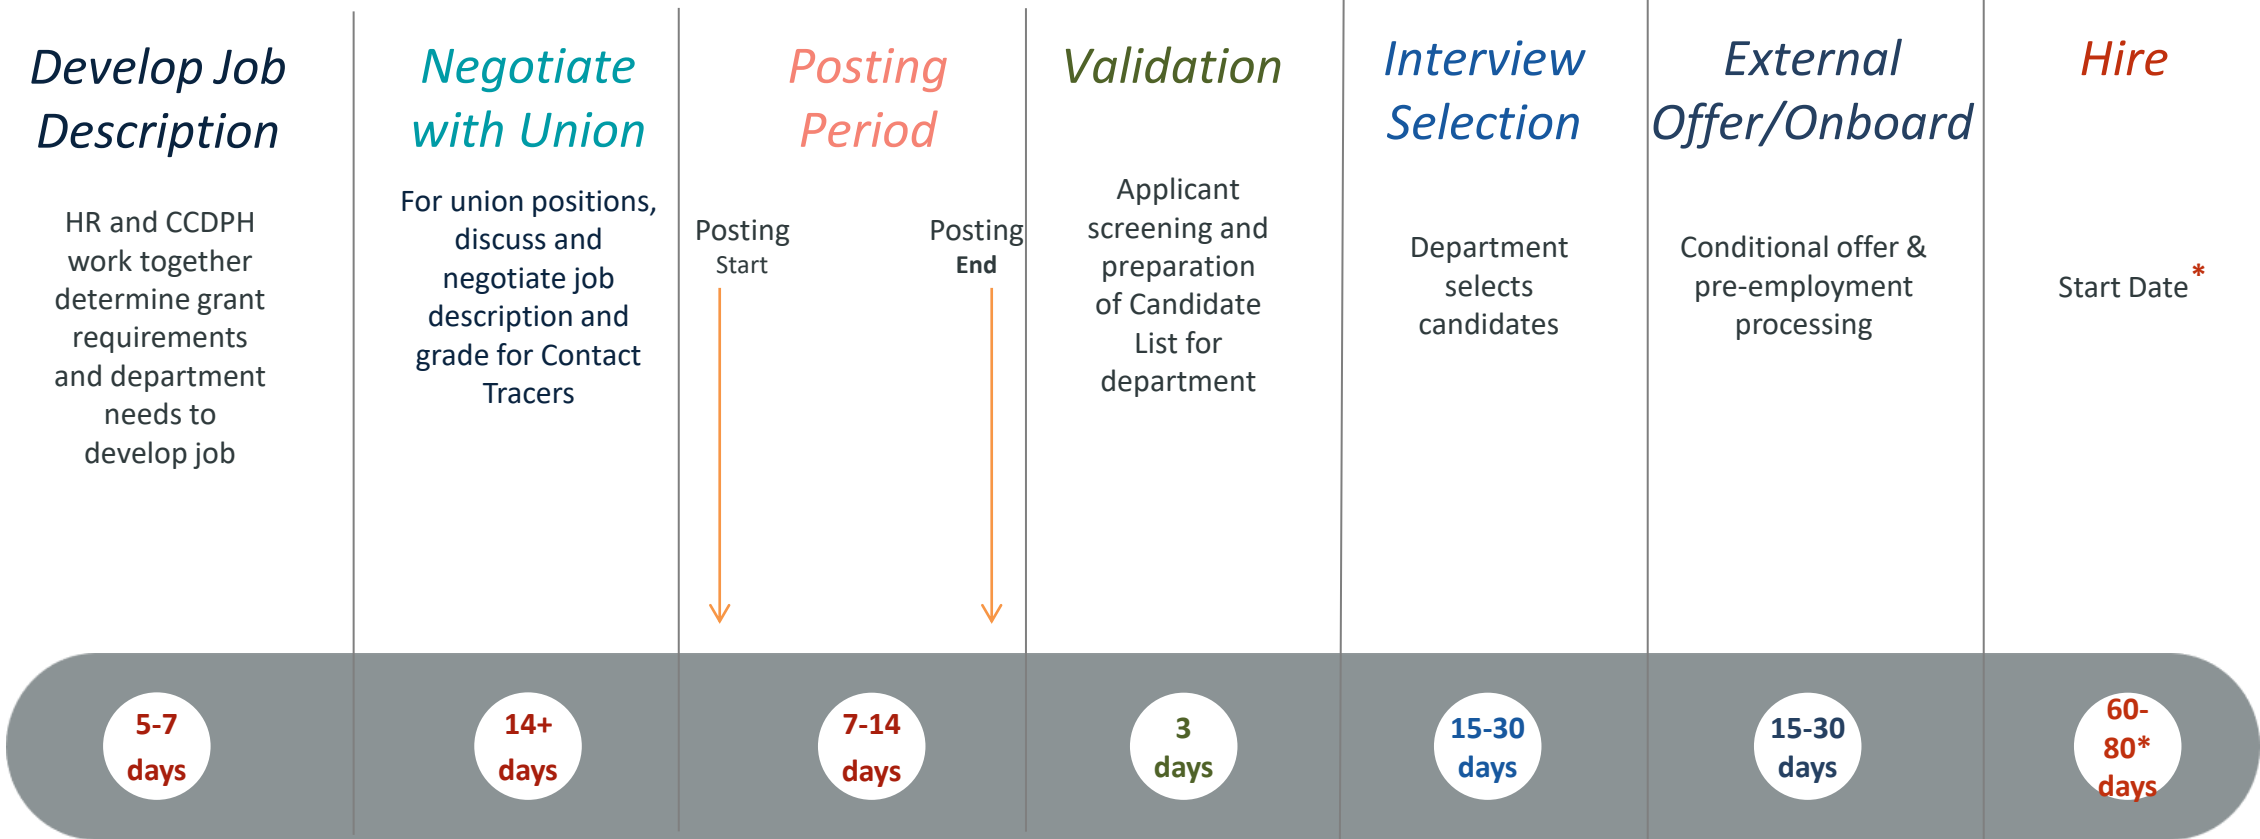 Develop Job
Description
HR and CCDPH
work together
determine grant
requirements
and department
needs to
develop job
5-7
days
Negotiate
with Union
For union positions,
discuss and
negotiate job
description and
grade for Contact
Tracers
14+
days
Posting
Period
Posting
Start
Posting
End
7-14
days
Validation
Applicant
screening and
preparation
of Candidate
List for
department
3
days
Interview
Selection
Department
selects
candidates
15-30
days
External
Offer/Onboard
Conditional offer &
pre-employment
processing
15-30
days
Hire
Start Date*
60-
80*
days